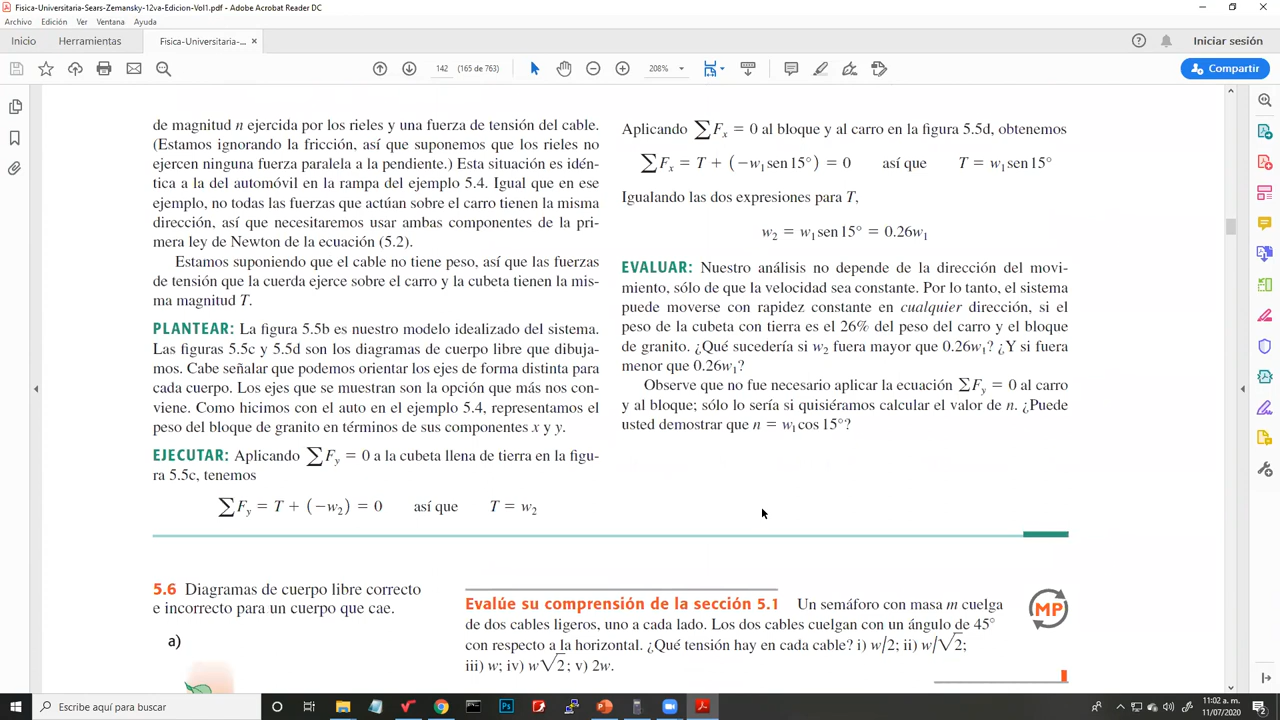 Fisica-Universitaria-Sears-Zemansky-12va-Edicion-Vol1.pdf - Adobe Acrobat Reader DC
Archivo Edición Ver Ventana Ayuda
Inicio Herramientas Fisica-Universitaria-... × Iniciar sesión
142 (165 de 763) 208% Compartir
de magnitud n ejercida por los rieles y una fuerza de tensión del cable.
(Estamos ignorando la fricción, así que suponemos que los rieles no
ejercen ninguna fuerza paralela a la pendiente.) Esta situación es idén-
tica a la del automóvil en la rampa del ejemplo 5.4. Igual que en ese
ejemplo, no todas las fuerzas que actúan sobre el carro tienen la misma
dirección, así que necesitaremos usar ambas componentes de la pri-
mera ley de Newton de la ecuación (5.2).
Estamos suponiendo que el cable no tiene peso, así que las fuerzas
de tensión que la cuerda ejerce sobre el carro y la cubeta tienen la mis-
ma magnitud T.
PLANTEAR: La figura 5.5b es nuestro modelo idealizado del sistema.
Las figuras 5.5c y 5.5d son los diagramas de cuerpo libre que dibuja-
mos. Cabe señalar que podemos orientar los ejes de forma distinta para
cada cuerpo. Los ejes que se muestran son la opción que más nos con-
viene. Como hicimos con el auto en el ejemplo 5.4, representamos el
peso del bloque de granito en términos de sus componentes x y y.
EJECUTAR: Aplicando ∑F_y = 0 a la cubeta llena de tierra en la figu-
ra 5.5c, tenemos
∑F_y = T + (−w₂) = 0 así que T = w₂
Aplicando ∑Fₓ = 0 al bloque y al carro en la figura 5.5d, obtenemos
∑Fₓ = T + (−w₁ sen 15°) = 0 así que T = w₁ sen 15°
Igualando las dos expresiones para T,
w₂ = w₁ sen 15° = 0.26w₁
EVALUAR: Nuestro análisis no depende de la dirección del movi-
miento, sólo de que la velocidad sea constante. Por lo tanto, el sistema
puede moverse con rapidez constante en cualquier dirección, si el
peso de la cubeta con tierra es el 26% del peso del carro y el bloque
de granito. ¿Qué sucedería si w₂ fuera mayor que 0.26w₁? ¿Y si fuera
menor que 0.26w₁?
Observe que no fue necesario aplicar la ecuación ∑F_y = 0 al carro
y al bloque; sólo lo sería si quisiéramos calcular el valor de n. ¿Puede
usted demostrar que n = w₁ cos 15°?
5.6 Diagramas de cuerpo libre correcto
e incorrecto para un cuerpo que cae.
a)
Evalúe su comprensión de la sección 5.1 Un semáforo con masa m cuelga
de dos cables ligeros, uno a cada lado. Los dos cables cuelgan con un ángulo de 45°
con respecto a la horizontal. ¿Qué tensión hay en cada cable? i) w/2; ii) w/√2;
iii) w; iv) w√2; v) 2w.
MP
Escribe aquí para buscar
11:02 a. m.
11/07/2020
2